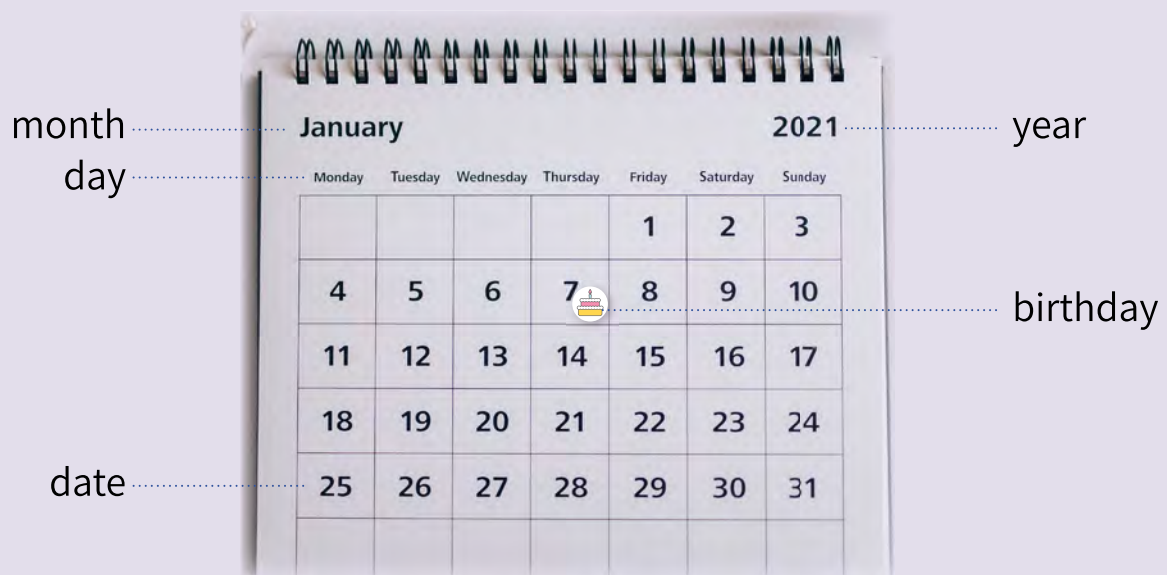 month
January
2021
year
day
Monday Tuesday Wednesday Thursday Friday Saturday Sunday
1 2 3
4 5 6 7 8 9 10
birthday
11 12 13 14 15 16 17
18 19 20 21 22 23 24
date
25 26 27 28 29 30 31